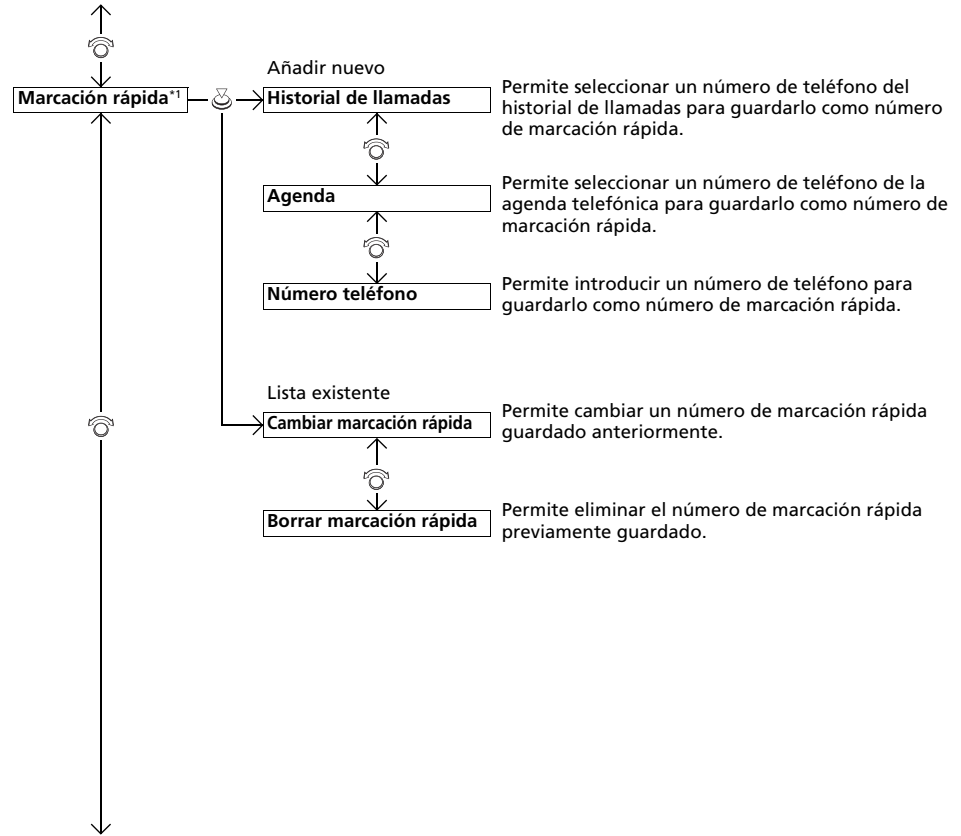 Añadir nuevo
Marcación rápida*1
Historial de llamadas
Permite seleccionar un número de teléfono del
historial de llamadas para guardarlo como número
de marcación rápida.
Agenda
Permite seleccionar un número de teléfono de la
agenda telefónica para guardarlo como número de
marcación rápida.
Número teléfono
Permite introducir un número de teléfono para
guardarlo como número de marcación rápida.
Lista existente
Cambiar marcación rápida
Permite cambiar un número de marcación rápida
guardado anteriormente.
Borrar marcación rápida
Permite eliminar el número de marcación rápida
previamente guardado.